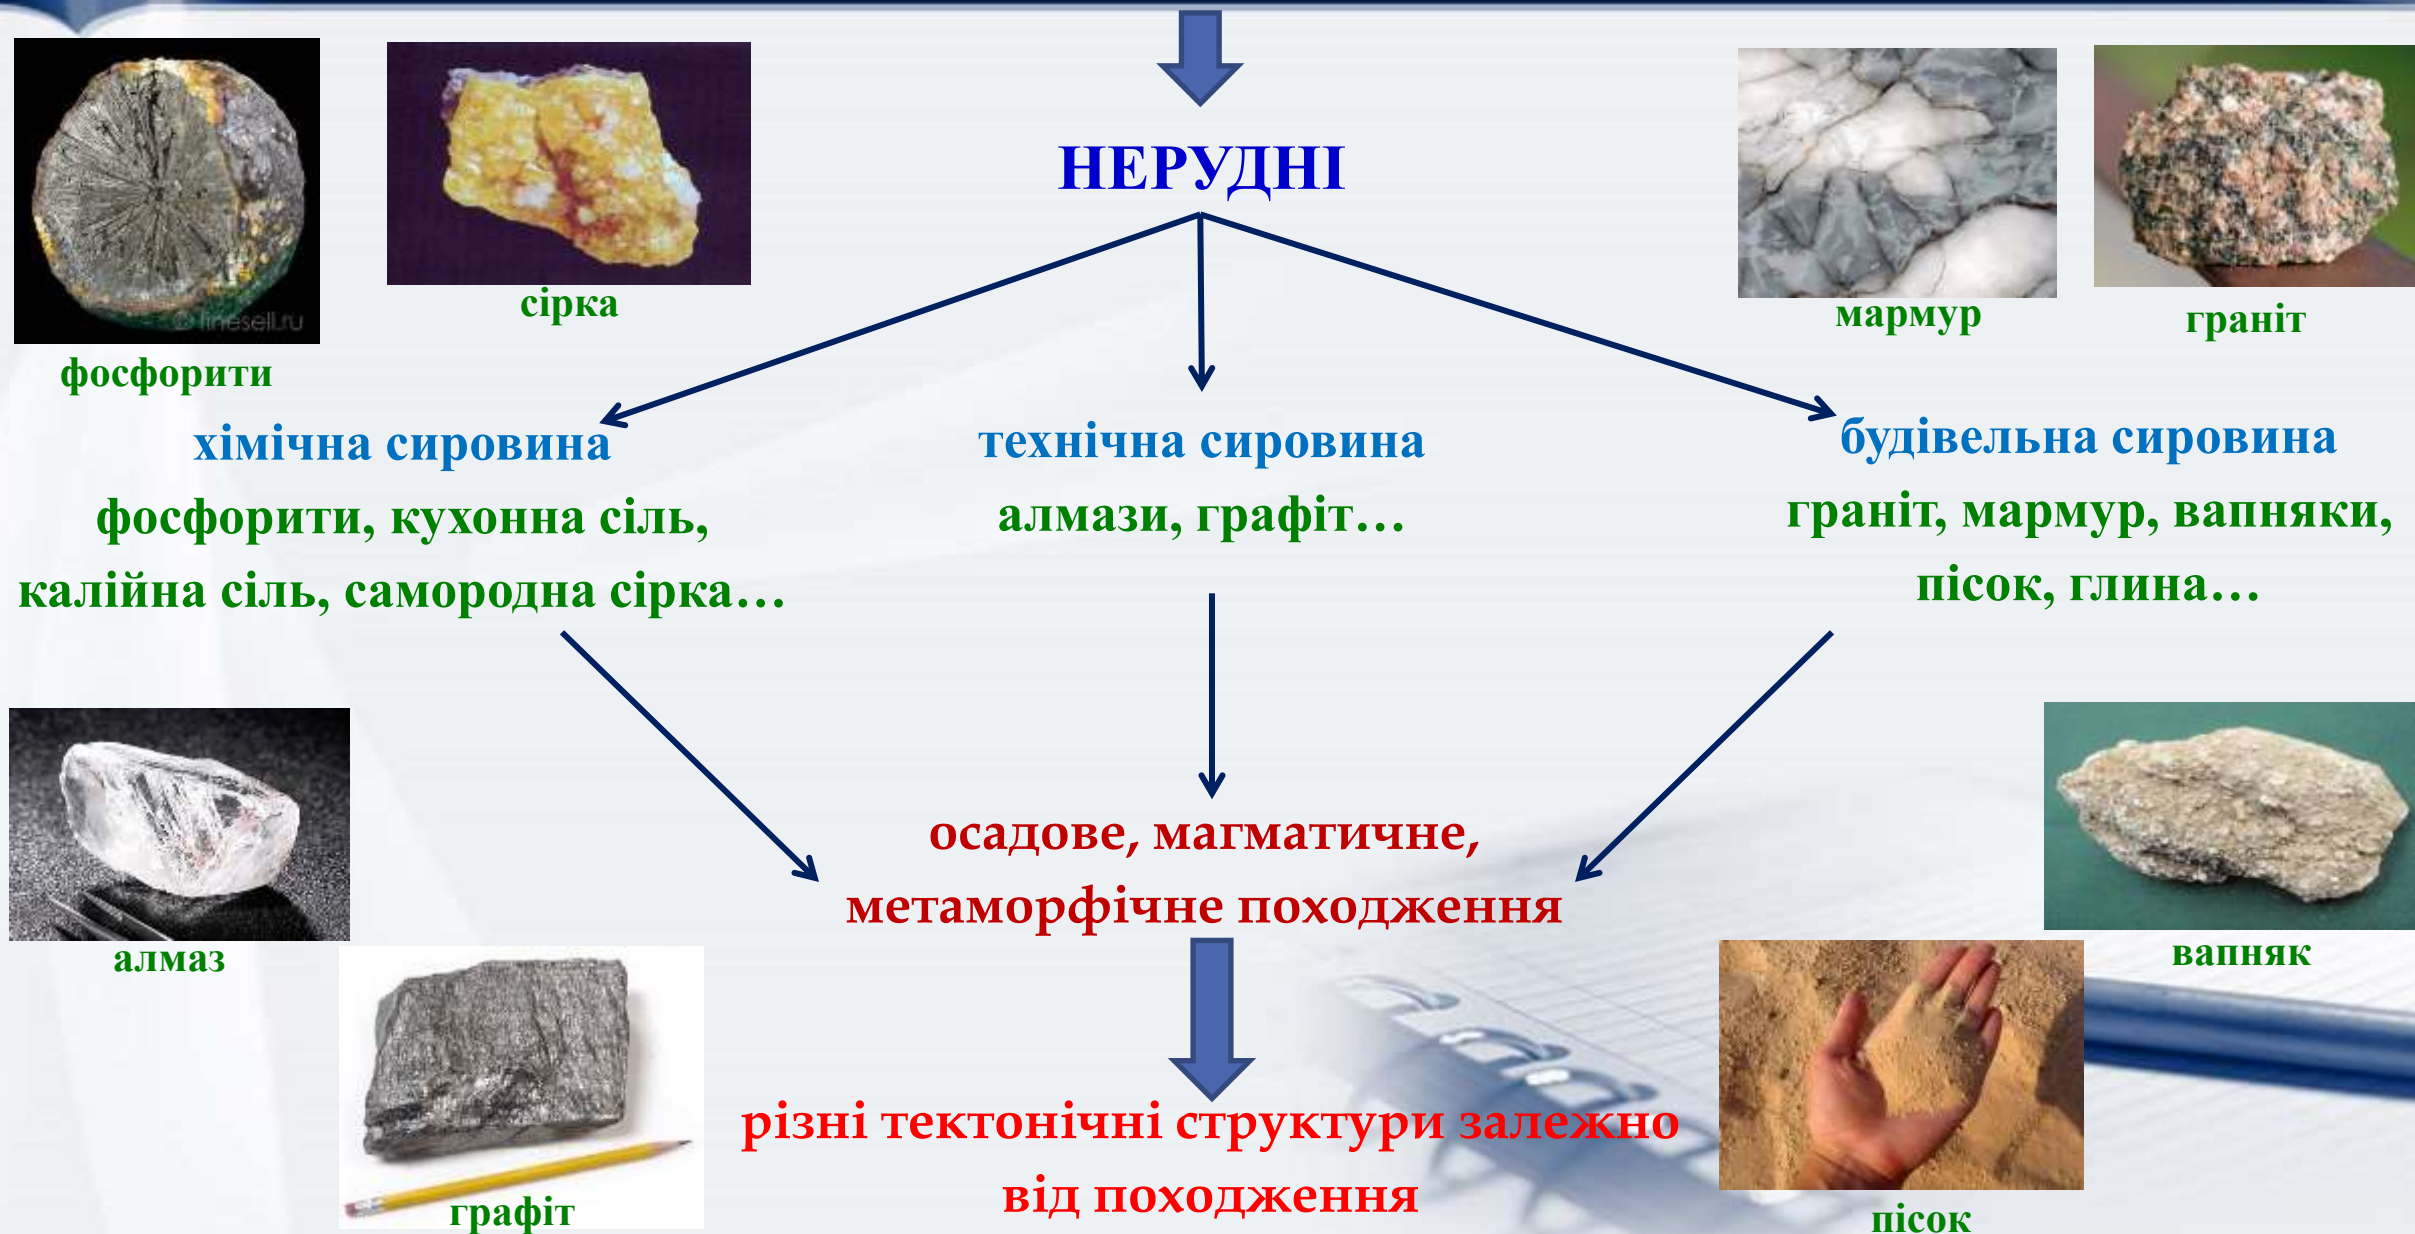 НЕРУДНІ
© finesell.ru
фосфорити
сірка
мармур
граніт
хімічна сировина
фосфорити, кухонна сіль,
калійна сіль, самородна сірка…
технічна сировина
алмази, графіт…
будівельна сировина
граніт, мармур, вапняки,
пісок, глина…
осадове, магматичне,
метаморфічне походження
алмаз
графіт
вапняк
пісок
різні тектонічні структури залежно
від походження